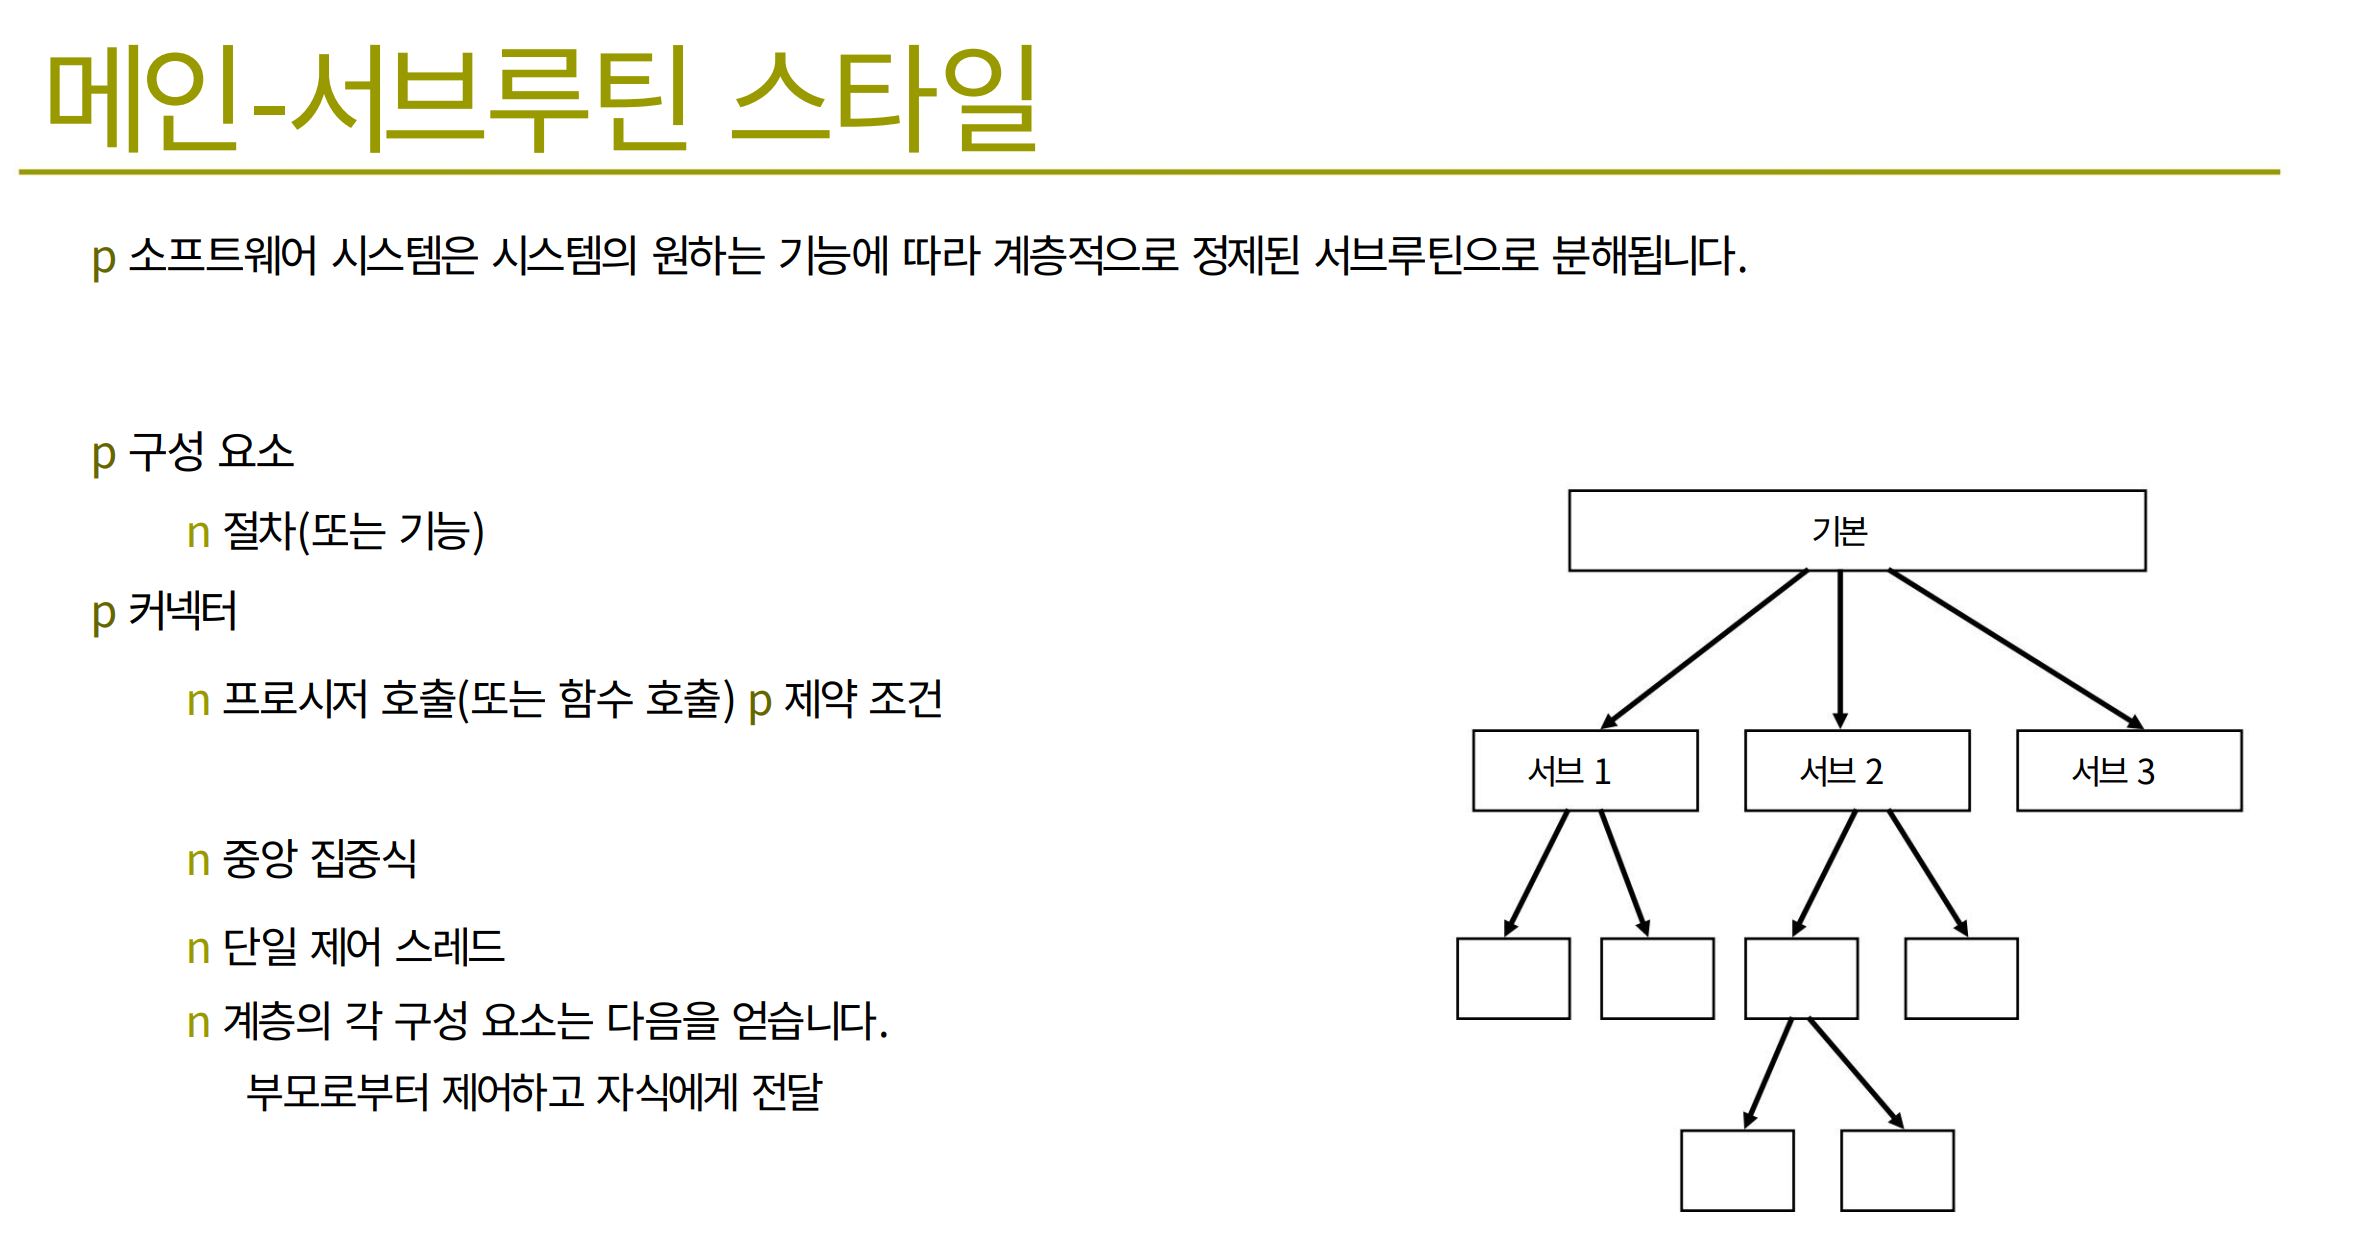 메인-서브루틴 스타일
p 소프트웨어 시스템은 시스템의 원하는 기능에 따라 계층적으로 정제된 서브루틴으로 분해됩니다.
p 구성 요소
n 절차(또는 기능)
p 커넥터
n 프로시저 호출(또는 함수 호출) p 제약 조건
n 중앙 집중식
n 단일 제어 스레드
n 계층의 각 구성 요소는 다음을 얻습니다.
부모로부터 제어하고 자식에게 전달
기본
서브 1
서브 2
서브 3